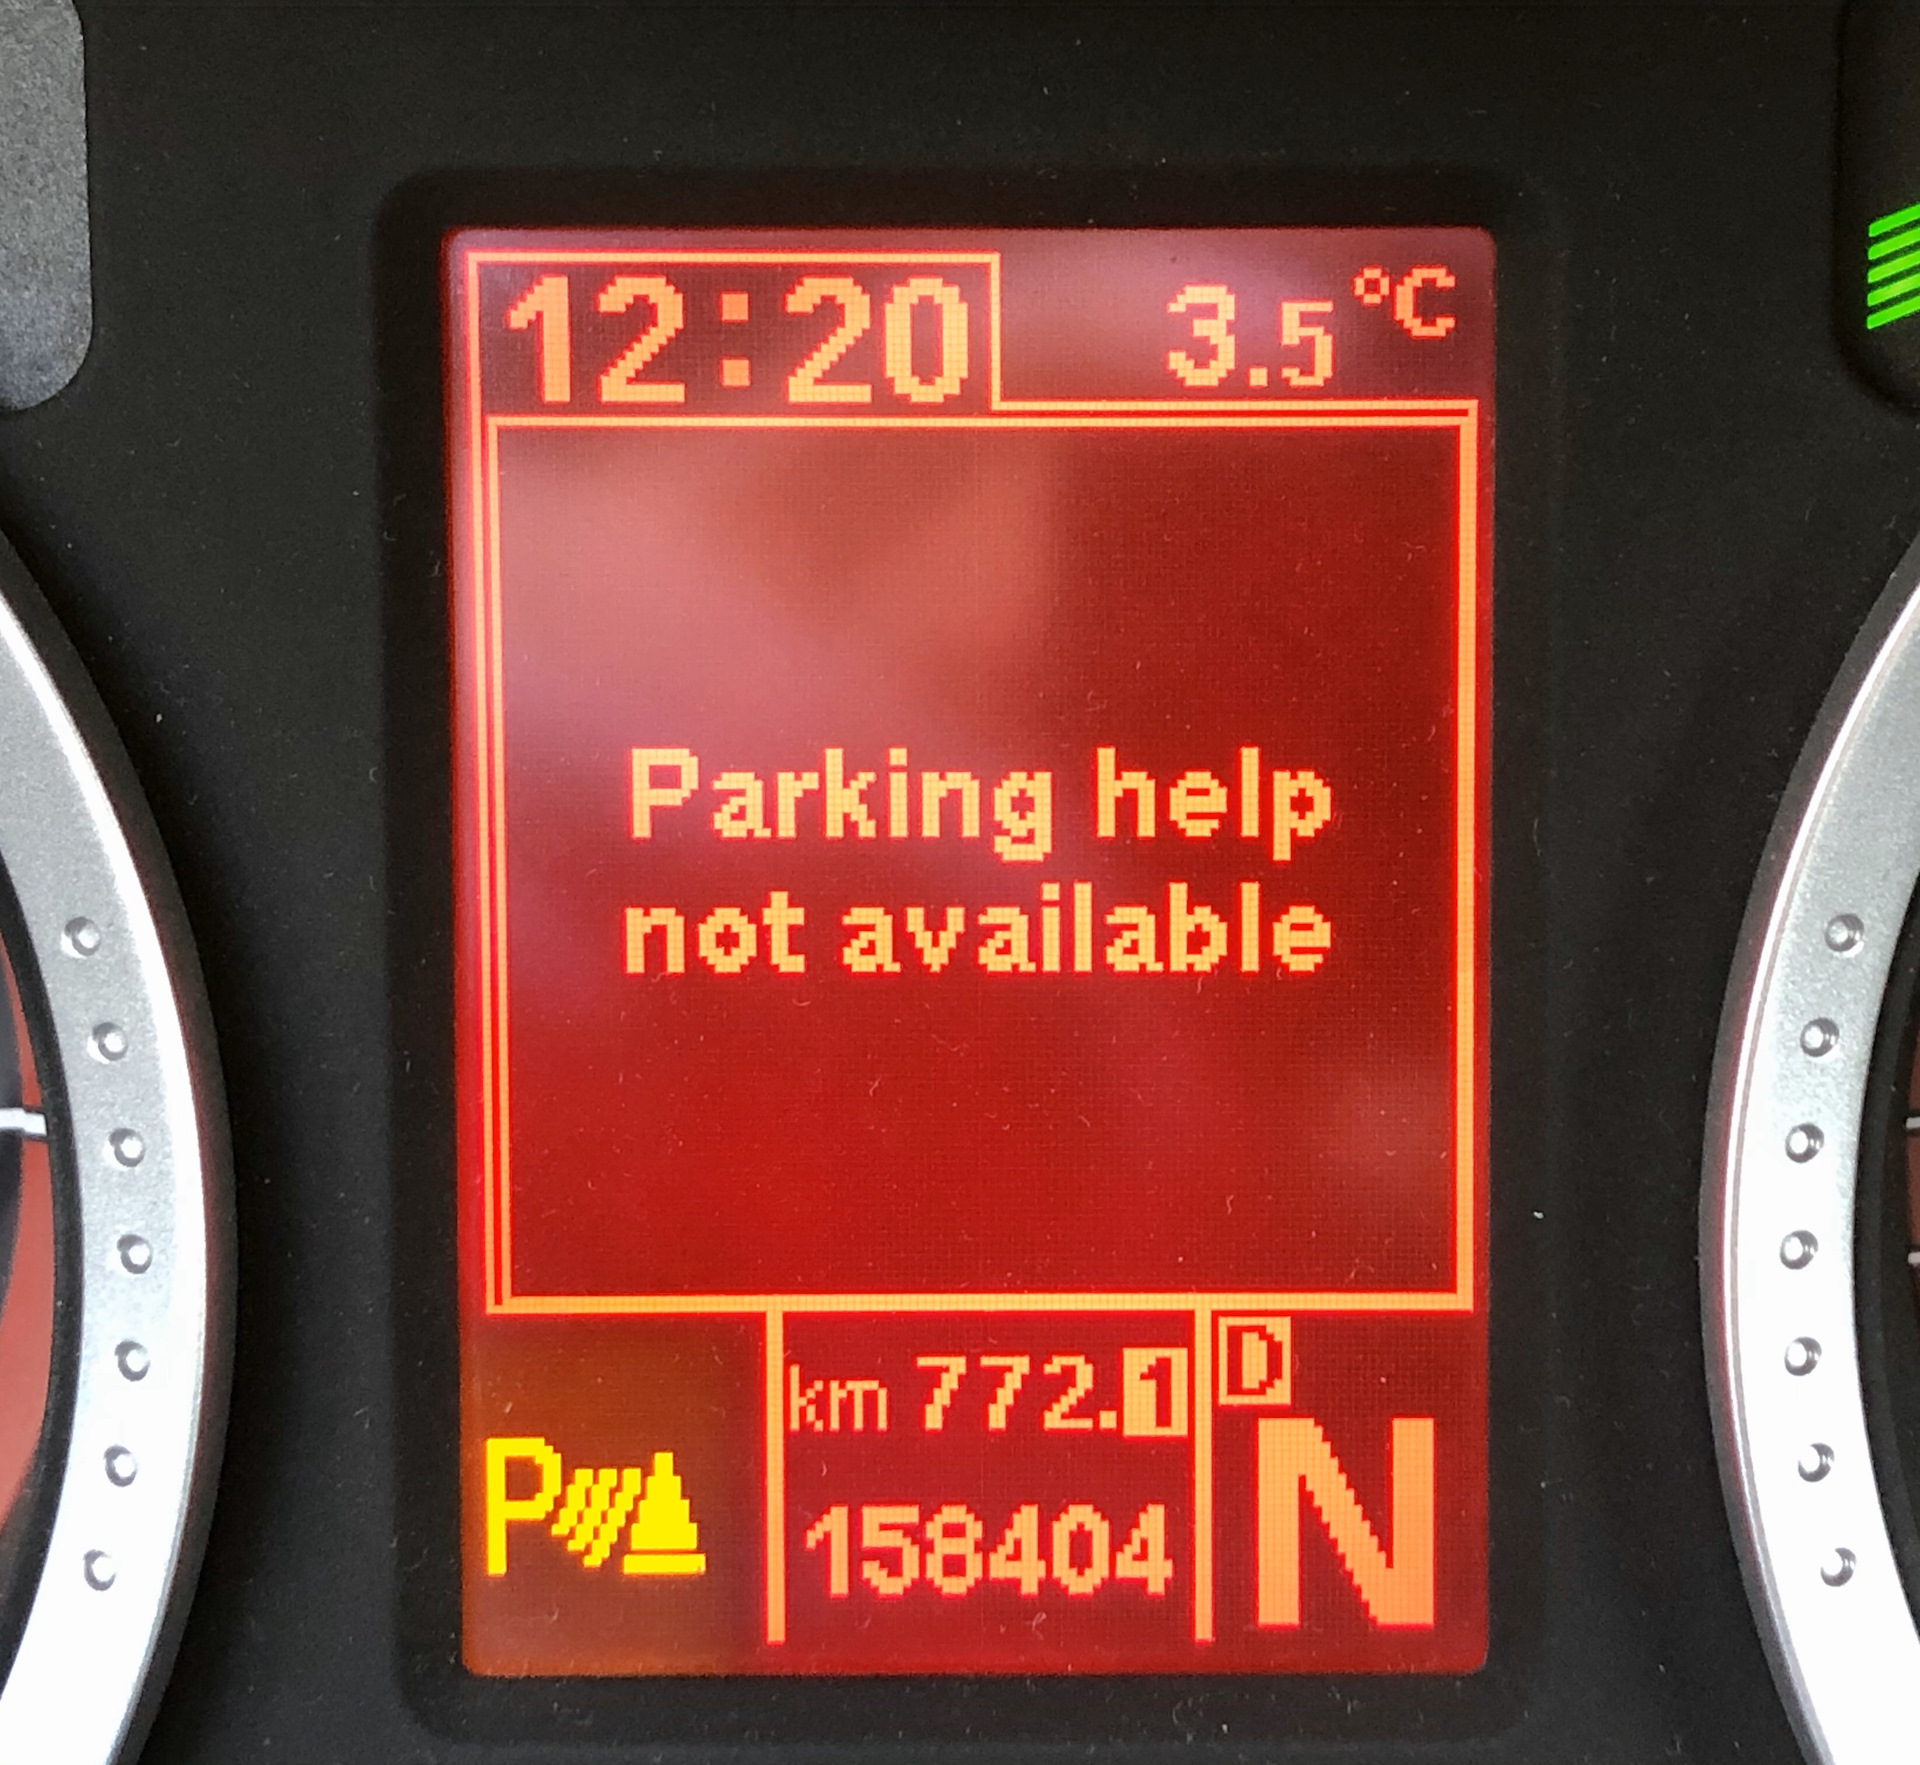 12:20 3.5 °C
Parking help
not available
D
km 772.1
P 158404 N